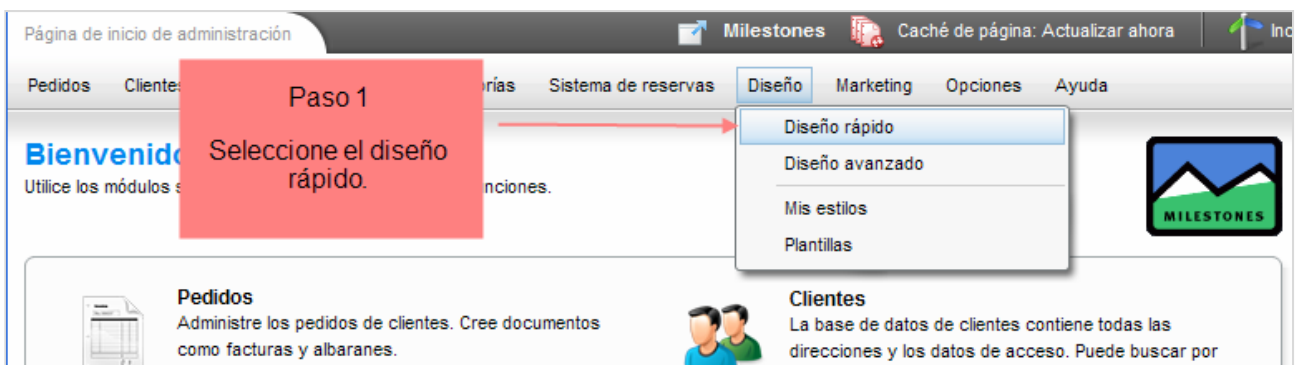 Página de inicio de administración
Milestones
Caché de página: Actualizar ahora
Pedidos Sistema de reservas Diseño Marketing Opciones Ayuda
Paso 1
Seleccione el diseño
rápido.
Diseño rápido
Diseño avanzado
Mis estilos
Plantillas
Utilice los módulos
MILESTONES
Pedidos
Administre los pedidos de clientes. Cree documentos
como facturas y albaranes.
Clientes
La base de datos de clientes contiene todas las
direcciones y los datos de acceso. Puede buscar por